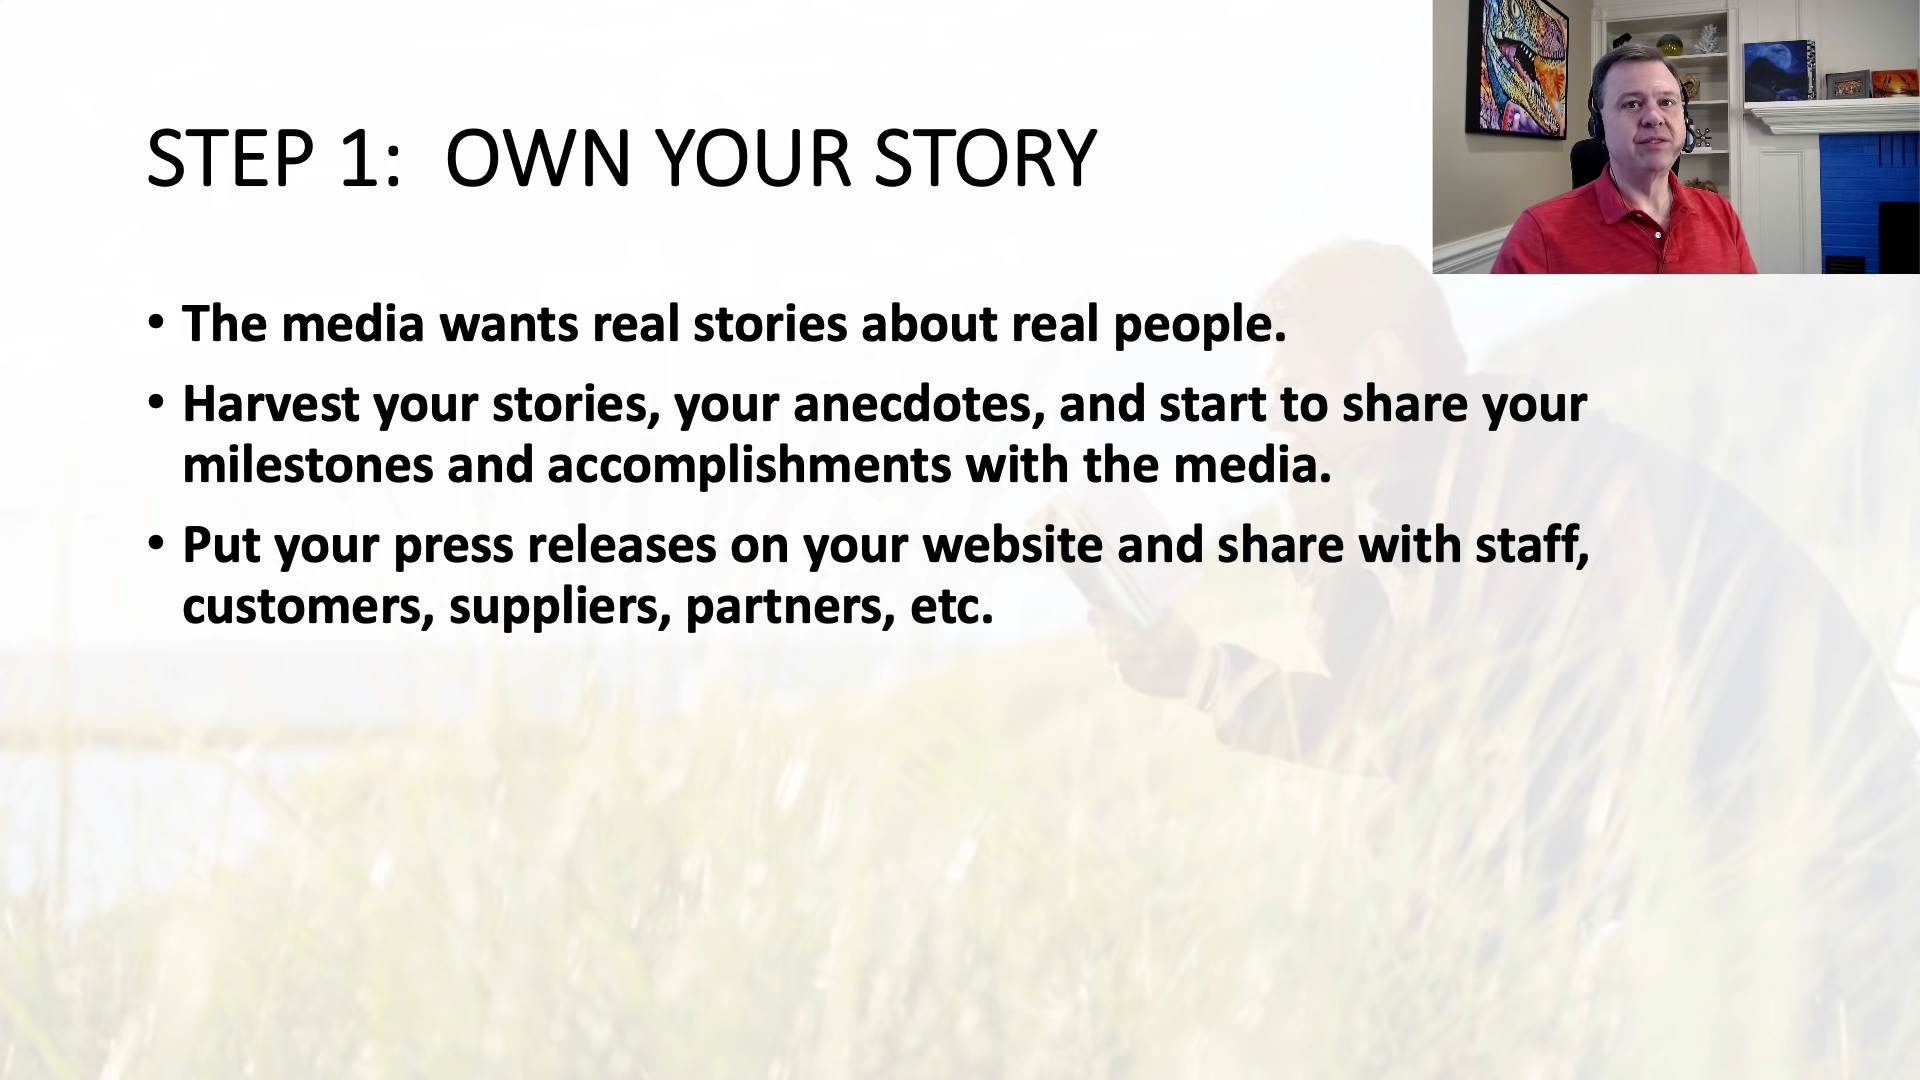 STEP 1: OWN YOUR STORY
• The media wants real stories about real people.
• Harvest your stories, your anecdotes, and start to share your
milestones and accomplishments with the media.
• Put your press releases on your website and share with staff,
customers, suppliers, partners, etc.